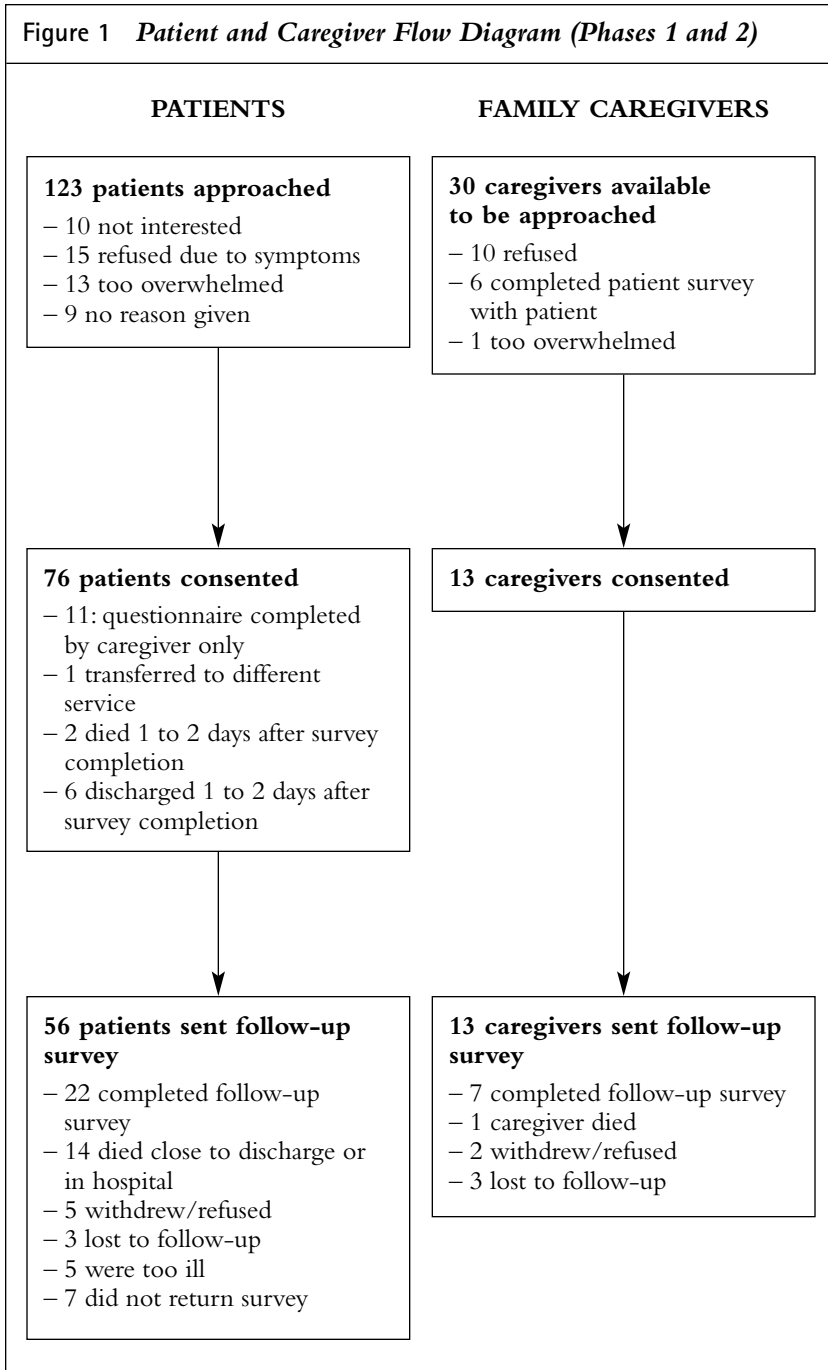 Figure 1 Patient and Caregiver Flow Diagram (Phases 1 and 2)
PATIENTS
123 patients approached
– 10 not interested
– 15 refused due to symptoms
– 13 too overwhelmed
– 9 no reason given
76 patients consented
– 11: questionnaire completed
by caregiver only
– 1 transferred to different
service
– 2 died 1 to 2 days after survey
completion
– 6 discharged 1 to 2 days after
survey completion
56 patients sent follow-up
survey
– 22 completed follow-up
survey
– 14 died close to discharge or
in hospital
– 5 withdrew/refused
– 3 lost to follow-up
– 5 were too ill
– 7 did not return survey
FAMILY CAREGIVERS
30 caregivers available
to be approached
– 10 refused
– 6 completed patient survey
with patient
– 1 too overwhelmed
13 caregivers consented
13 caregivers sent follow-up
survey
– 7 completed follow-up survey
– 1 caregiver died
– 2 withdrew/refused
– 3 lost to follow-up